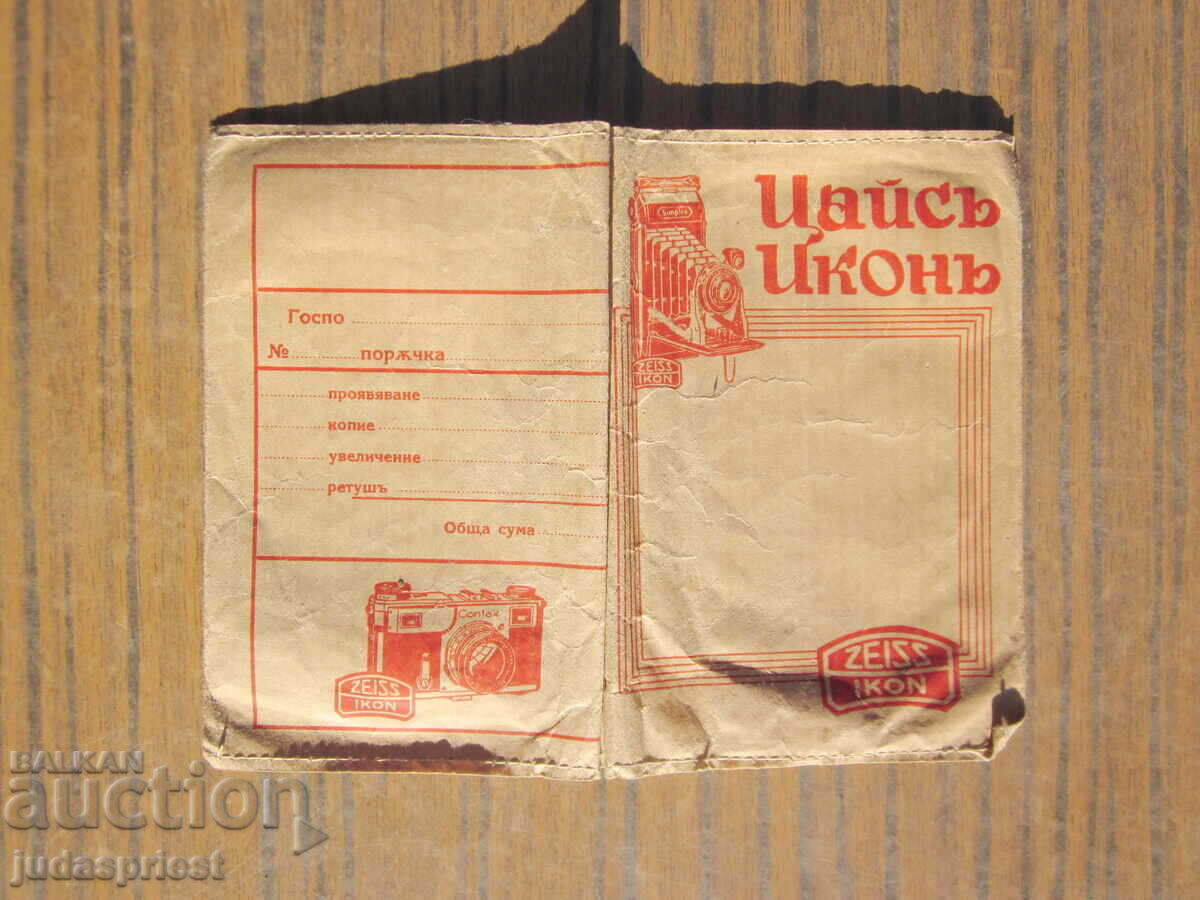 Госпо
№ порѫчка
проявяване
копие
увеличение
ретушъ
Обща сума
Contax
ZEISS
IKON
Simplex
Цайсъ
Иконъ
ZEISS
IKON
ZEISS
IKON
BALKAN
auction
judaspriest